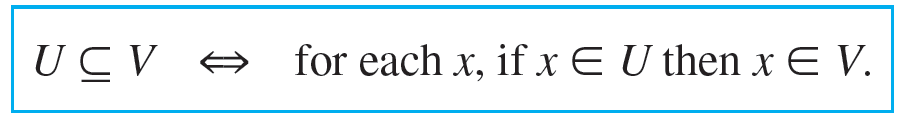 U ⊆ V ⇔ for each x, if x ∈ U then x ∈ V.